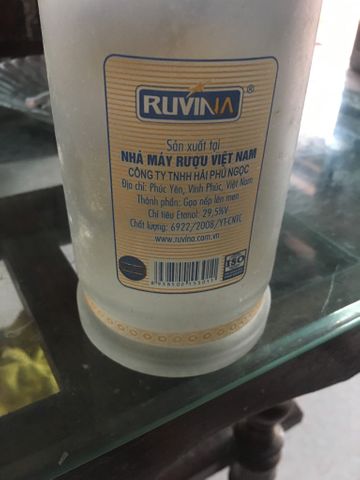 RUVINA ®
Sản xuất tại
NHÀ MÁY RƯỢU VIỆT NAM
CÔNG TY TNHH HẢI PHÚ NGỌC
Địa chỉ: Phúc Yên, Vĩnh Phúc, Việt Nam
Thành phần: Gạo nếp lên men
Chỉ tiêu Etanol: 29,5%V
Chất lượng: 6922/2008/YT-CNTC
www.ruvina.com.vn
ISO